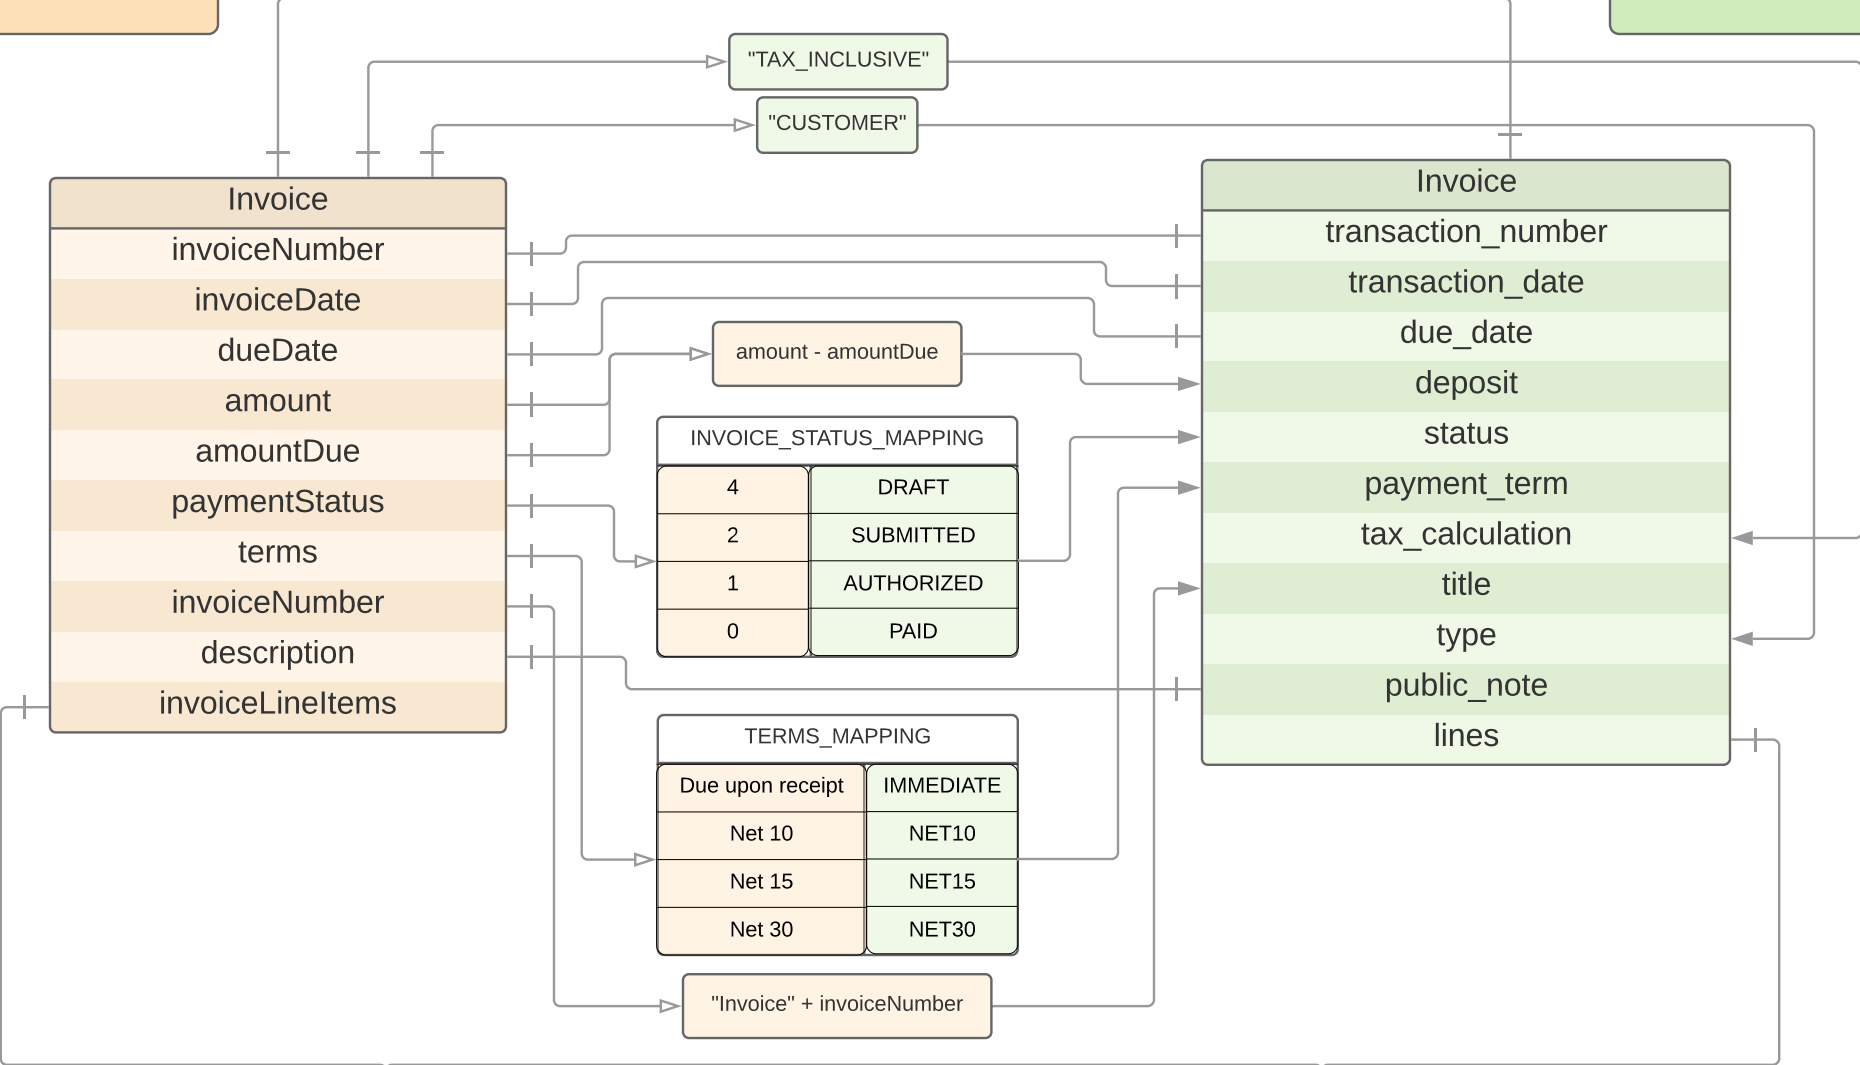 "TAX_INCLUSIVE"
"CUSTOMER"
Invoice
invoiceNumber
invoiceDate
dueDate
amount
amountDue
paymentStatus
terms
invoiceNumber
description
invoiceLineItems
amount - amountDue
INVOICE_STATUS_MAPPING
4 DRAFT
2 SUBMITTED
1 AUTHORIZED
0 PAID
TERMS_MAPPING
Due upon receipt IMMEDIATE
Net 10 NET10
Net 15 NET15
Net 30 NET30
"Invoice" + invoiceNumber
Invoice
transaction_number
transaction_date
due_date
deposit
status
payment_term
tax_calculation
title
type
public_note
lines